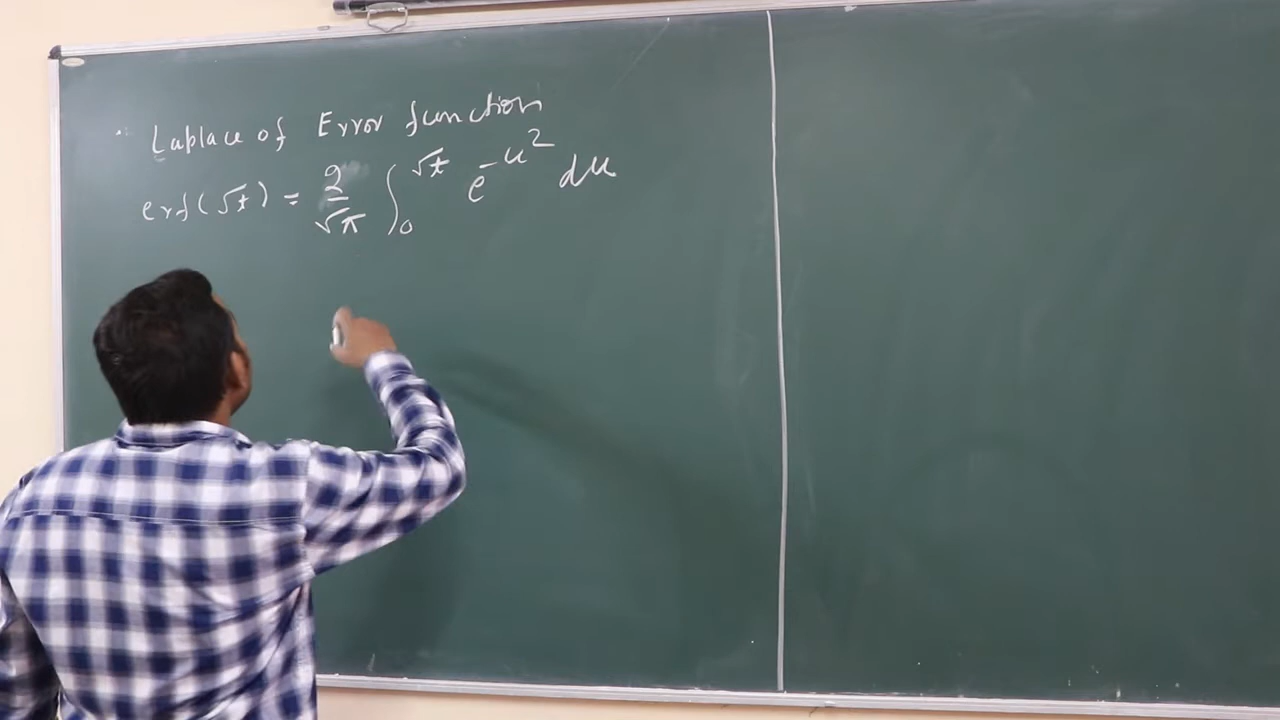 Laplace of Error function
erf(√t) = 2/√π ∫₀^√t e^-u² du